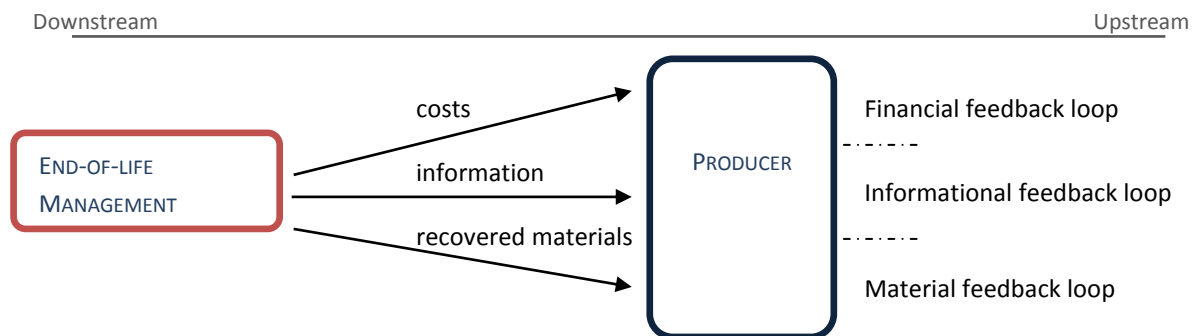 Downstream
Upstream
costs
Financial feedback loop
END-OF-LIFE
MANAGEMENT
information
PRODUCER
Informational feedback loop
recovered materials
Material feedback loop